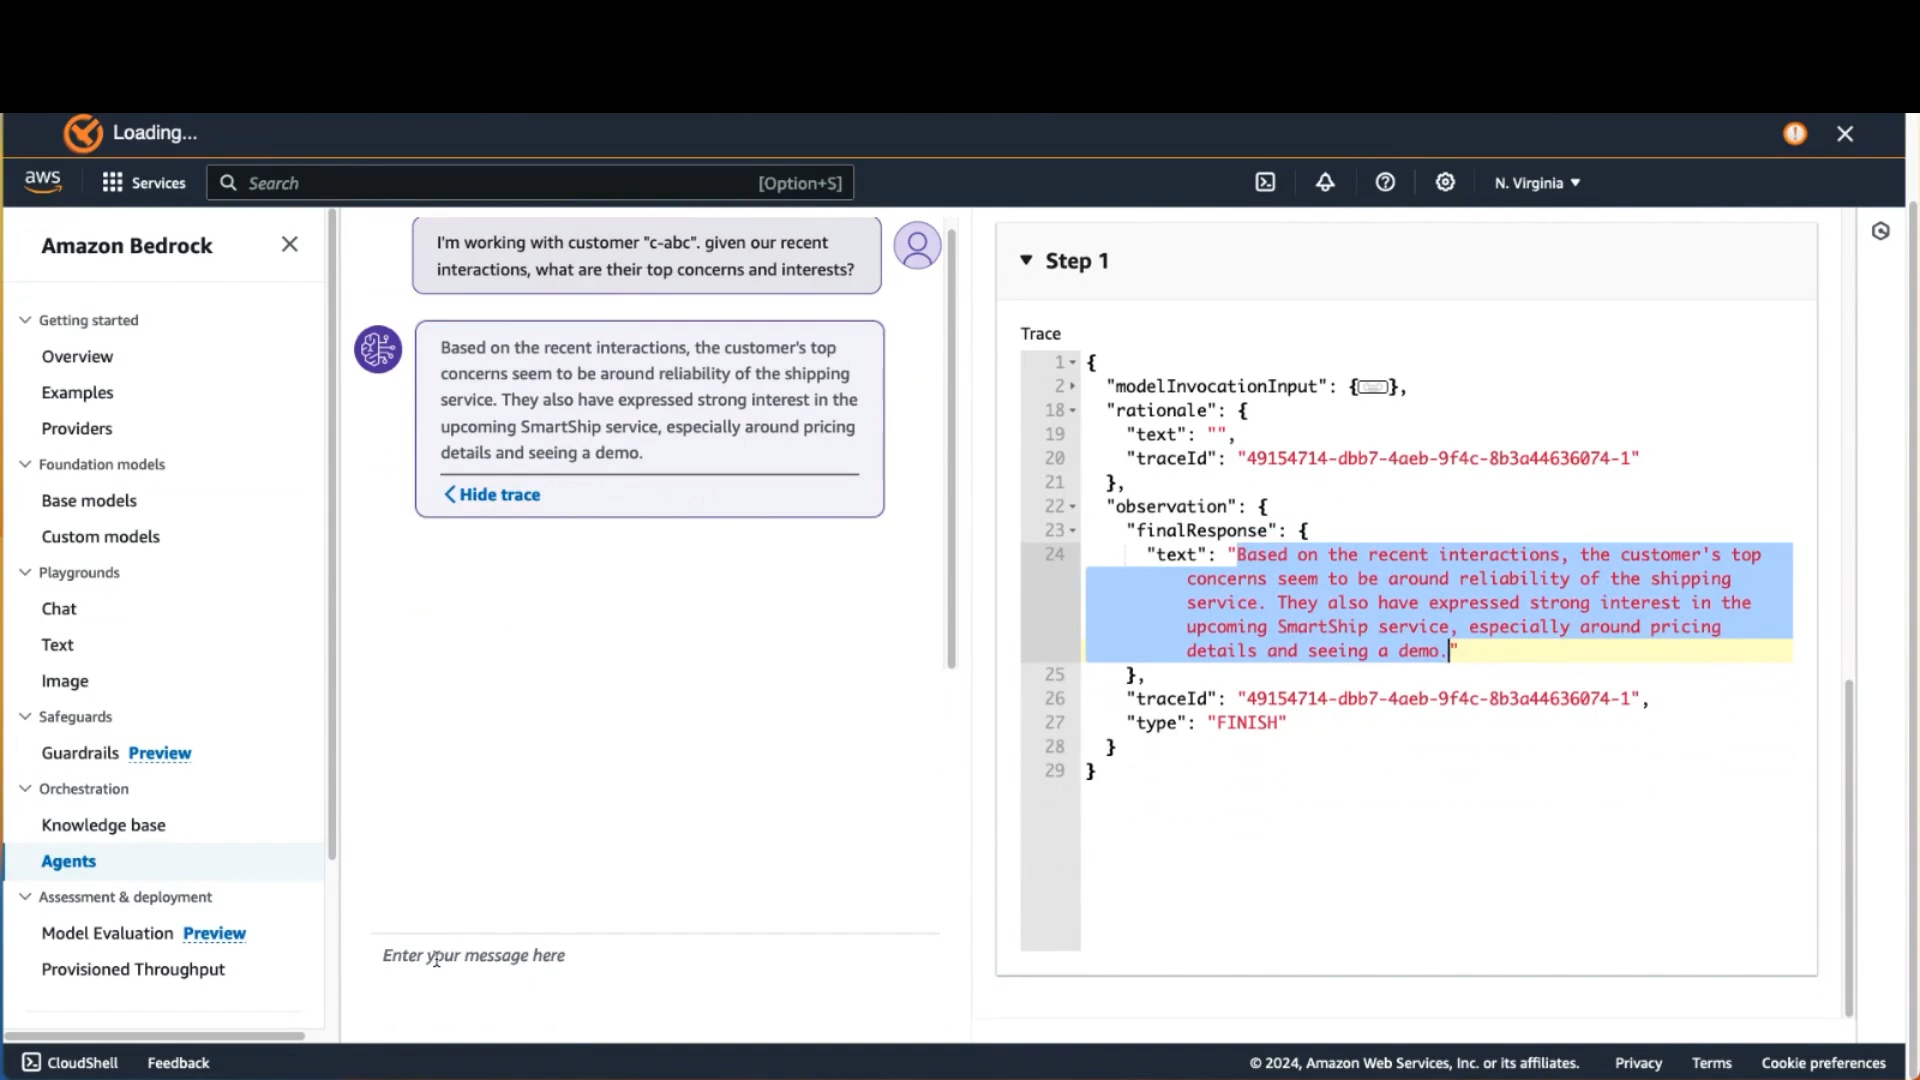 Loading...
aws
Services
Search
[Option+S]
N. Virginia
Amazon Bedrock
Getting started
Overview
Examples
Providers
Foundation models
Base models
Custom models
Playgrounds
Chat
Text
Image
Safeguards
Guardrails Preview
Orchestration
Knowledge base
Agents
Assessment & deployment
Model Evaluation Preview
Provisioned Throughput
I'm working with customer "c-abc". given our recent
interactions, what are their top concerns and interests?
Based on the recent interactions, the customer's top
concerns seem to be around reliability of the shipping
service. They also have expressed strong interest in the
upcoming SmartShip service, especially around pricing
details and seeing a demo.
Hide trace
Enter your message here
Step 1
Trace
1 {
2 "modelInvocationInput": {},
18 "rationale": {
19 "text": "",
20 "traceId": "49154714-dbb7-4aeb-9f4c-8b3a44636074-1"
21 },
22 "observation": {
23 "finalResponse": {
24 "text": "Based on the recent interactions, the customer's top
concerns seem to be around reliability of the shipping
service. They also have expressed strong interest in the
upcoming SmartShip service, especially around pricing
details and seeing a demo."
25 },
26 "traceId": "49154714-dbb7-4aeb-9f4c-8b3a44636074-1",
27 "type": "FINISH"
28 }
29 }
CloudShell
Feedback
© 2024, Amazon Web Services, Inc. or its affiliates.
Privacy
Terms
Cookie preferences